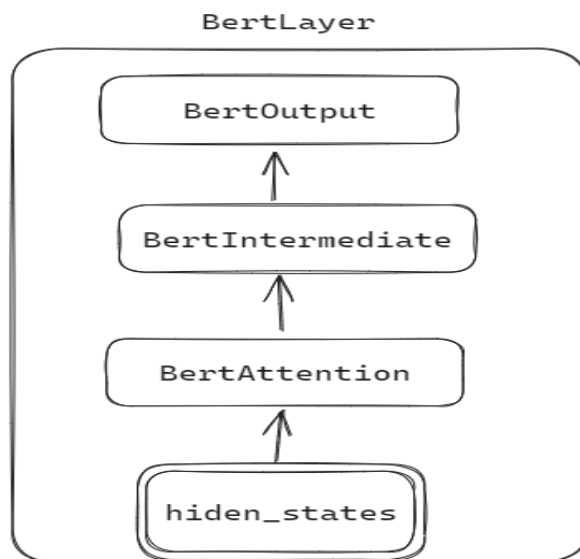 BertLayer
BertOutput
BertIntermediate
BertAttention
hiden_states